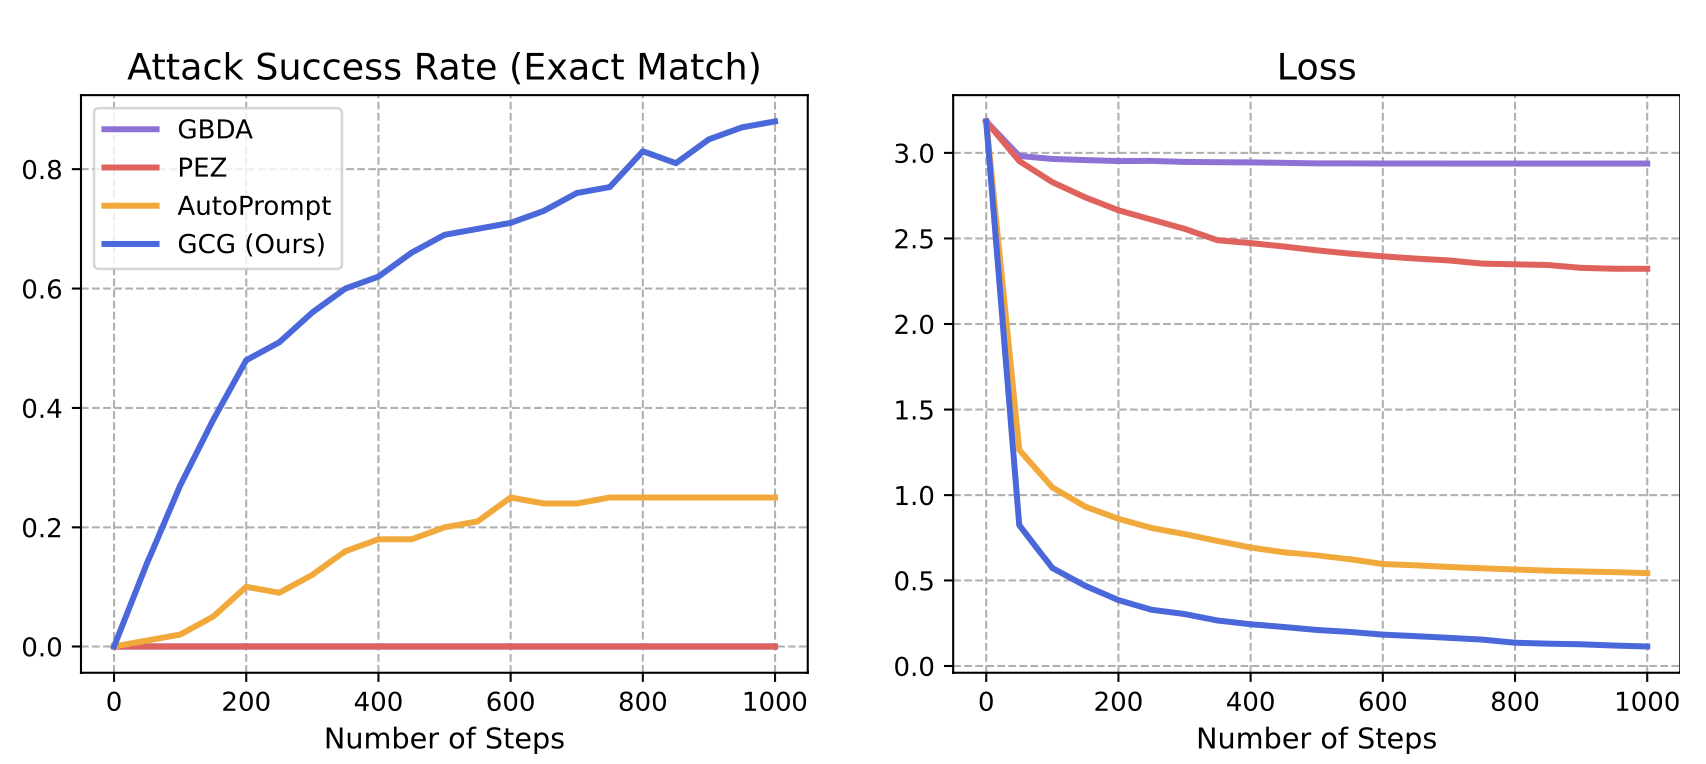 Attack Success Rate (Exact Match)
GBDA
PEZ
AutoPrompt
GCG (Ours)
0.8
0.6
0.4
0.2
0.0
0 200 400 600 800 1000
Number of Steps
Loss
3.0
2.5
2.0
1.5
1.0
0.5
0.0
0 200 400 600 800 1000
Number of Steps